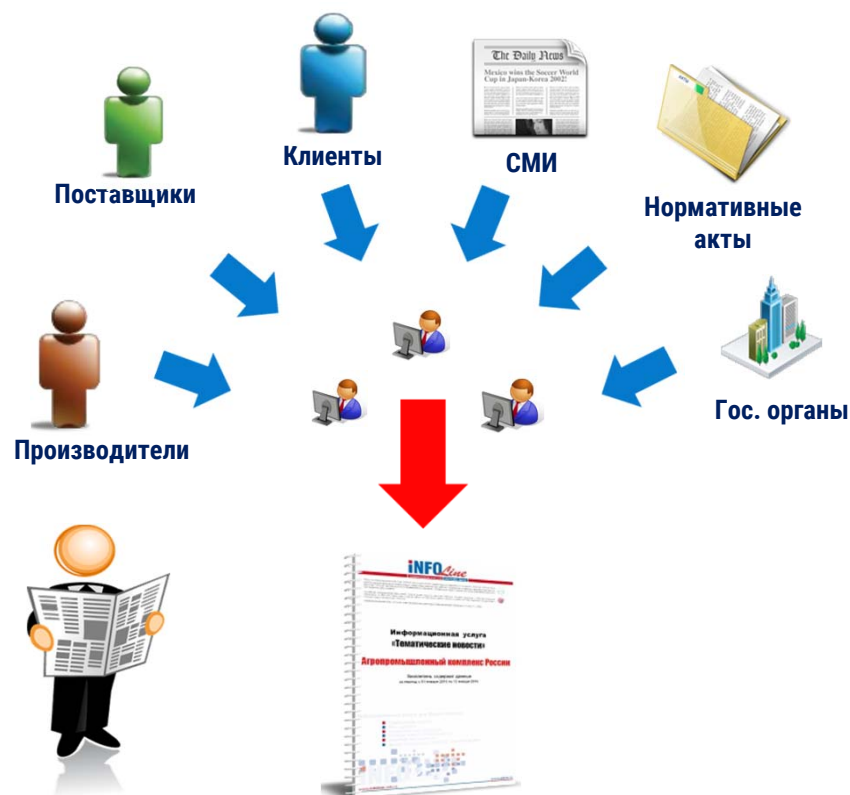 The Daily News
Mexico wins the Soccer World
Cup in Japan-Korea 2002!
Клиенты
СМИ
Поставщики
Нормативные
акты
Гос. органы
Производители
iNFOLine
Информационная услуга
«Тематические новости»
Агропромышленный комплекс России